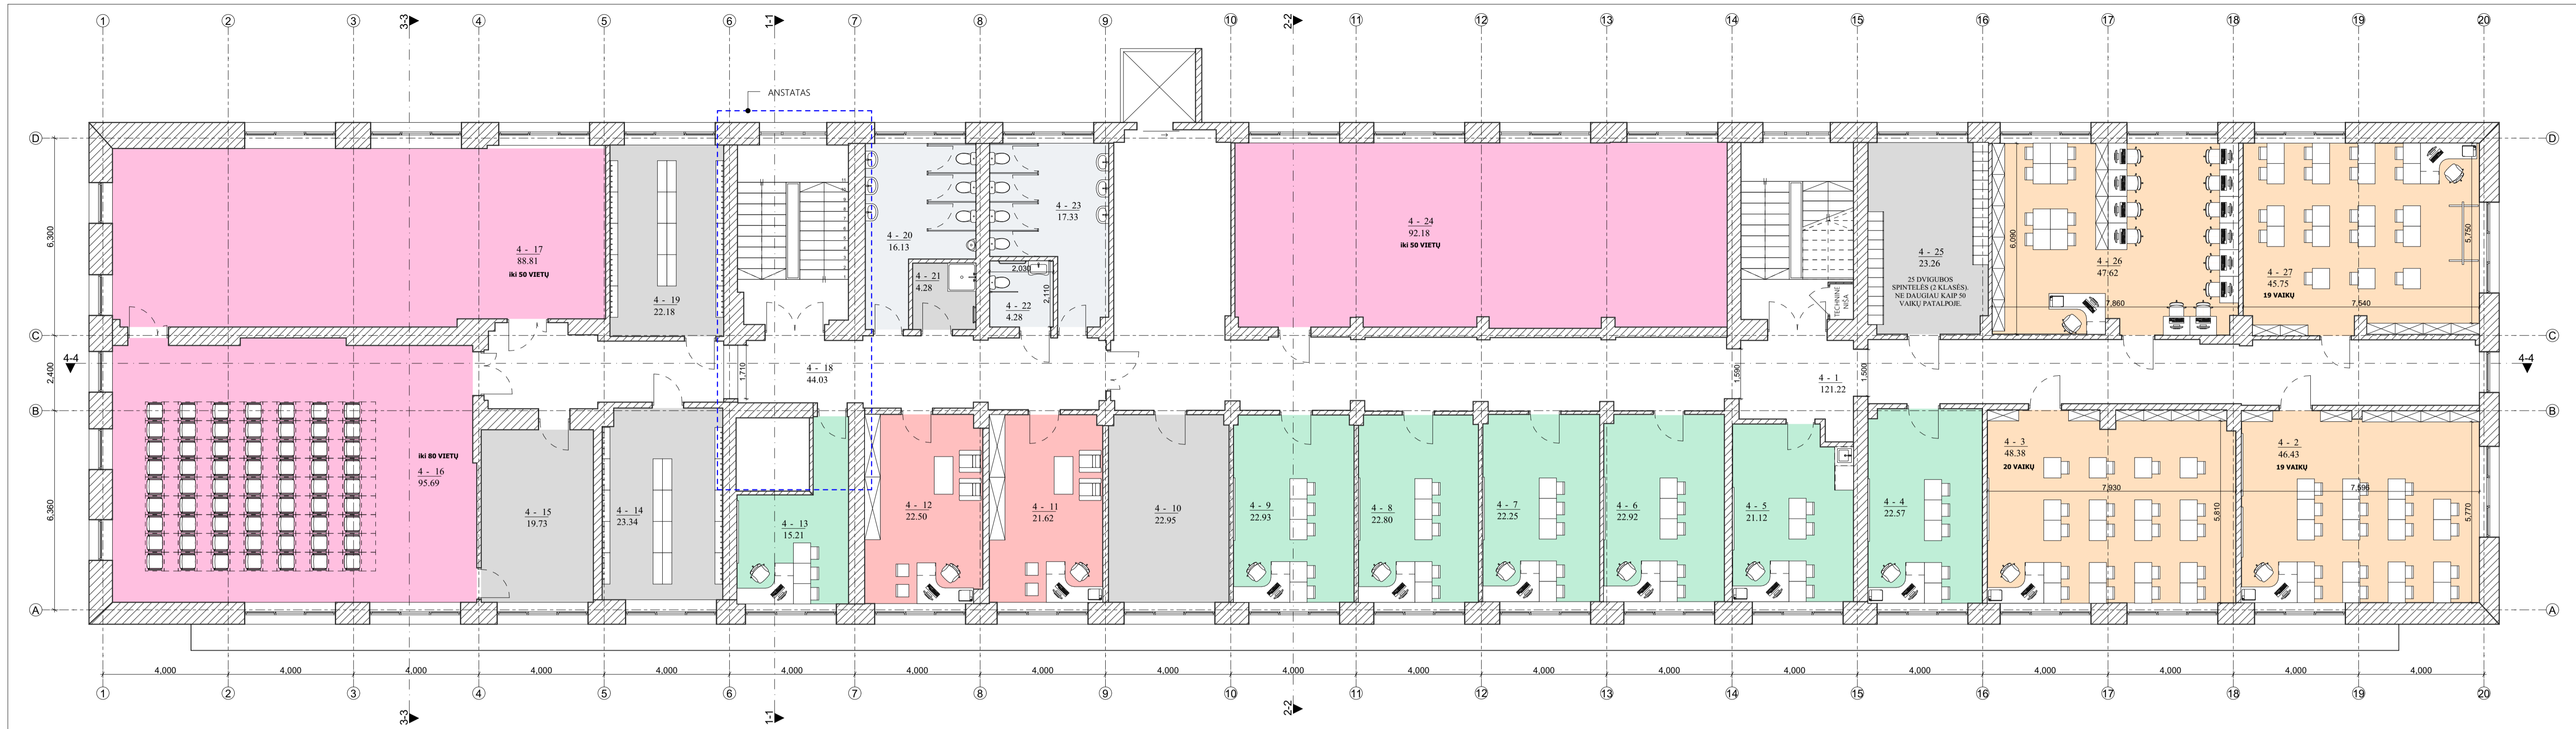 1 2 3 4 5 6 7 8 9 10 11 12 13 14 15 16 17 18 19 20
3-3 1-1 2-2
ANSTATAS
D D
6,300
4 - 17
88.81
iki 50 VIETŲ
4 - 19
22.18
11
10
9
8
7
6
5
4
3
2
4 - 20
16.13
4 - 21
4.28
4 - 23
17.33
2,030
2,110
4 - 22
4.28
4 - 24
92.18
iki 50 VIETŲ
TECHNINĖ
NIŠA
4 - 25
23.26
25 DVIGUBOS
SPINTELĖS (2 KLASĖS).
NE DAUGIAU KAIP 50
VAIKŲ PATALPOJE.
6,090
4 - 26
47.62
7,860
4 - 27
45.75
19 VAIKŲ
7,540
5,750
C C
4-4 4-4
2,400
1,710
4 - 18
44.03
1,590
4 - 1
121.22
1,500
B B
6,360
iki 80 VIETŲ
4 - 16
95.69
4 - 15
19.73
4 - 14
23.34
4 - 13
15.21
4 - 12
22.50
4 - 11
21.62
4 - 10
22.95
4 - 9
22.93
4 - 8
22.80
4 - 7
22.25
4 - 6
22.92
4 - 5
21.12
4 - 4
22.57
4 - 3
48.38
20 VAIKŲ
7,930
5,810
4 - 2
46.43
19 VAIKŲ
7,596
5,770
A A
4,000 4,000 4,000 4,000 4,000 4,000 4,000 4,000 4,000 4,000 4,000 4,000 4,000 4,000 4,000 4,000 4,000 4,000 4,000
1 2 3 4 5 6 7 8 9 10 11 12 13 14 15 16 17 18 19 20
3-3 1-1 2-2